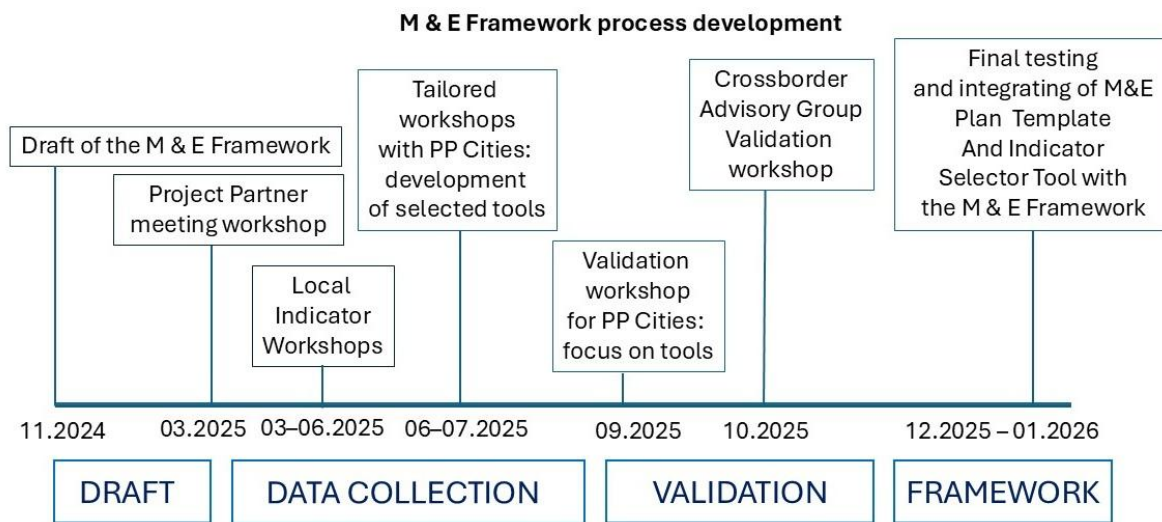 M & E Framework process development
Draft of the M & E Framework
Project Partner
meeting workshop
Local
Indicator
Workshops
Tailored
workshops
with PP Cities:
development
of selected tools
Validation
workshop
for PP Cities:
focus on tools
Crossborder
Advisory Group
Validation
workshop
Final testing
and integrating of M&E
Plan Template
And Indicator
Selector Tool with
the M & E Framework
11.2024
03.2025
03–06.2025
06–07.2025
09.2025
10.2025
12.2025 – 01.2026
DRAFT
DATA COLLECTION
VALIDATION
FRAMEWORK